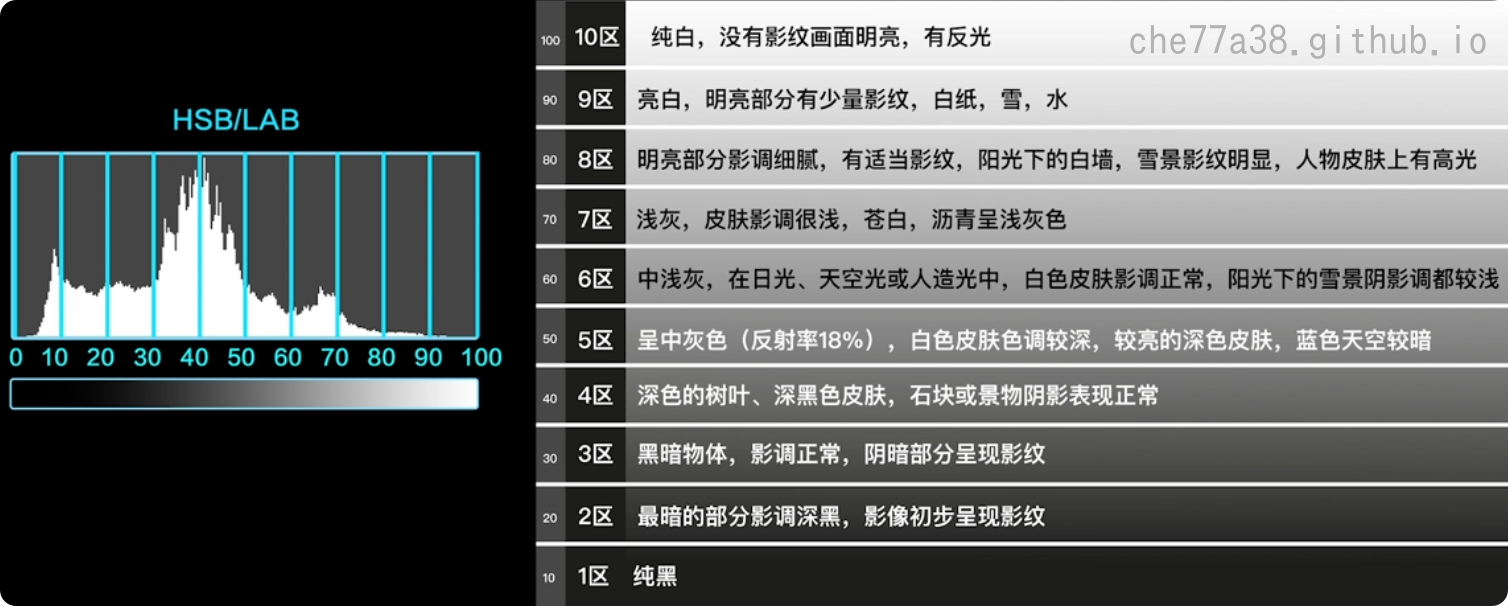 HSB/LAB
0 10 20 30 40 50 60 70 80 90 100
che77a38.github.io
100 10区 纯白，没有影纹画面明亮，有反光
90 9区 亮白，明亮部分有少量影纹，白纸，雪，水
80 8区 明亮部分影调细腻，有适当影纹，阳光下的白墙，雪景影纹明显，人物皮肤上有高光
70 7区 浅灰，皮肤影调很浅，苍白，沥青呈浅灰色
60 6区 中浅灰，在日光、天空光或人造光中，白色皮肤影调正常，阳光下的雪景阴影调都较浅
50 5区 呈中灰色（反射率18%），白色皮肤色调较深，较亮的深色皮肤，蓝色天空较暗
40 4区 深色的树叶、深黑色皮肤，石块或景物阴影表现正常
30 3区 黑暗物体，影调正常，阴暗部分呈现影纹
20 2区 最暗的部分影调深黑，影像初步呈现影纹
10 1区 纯黑